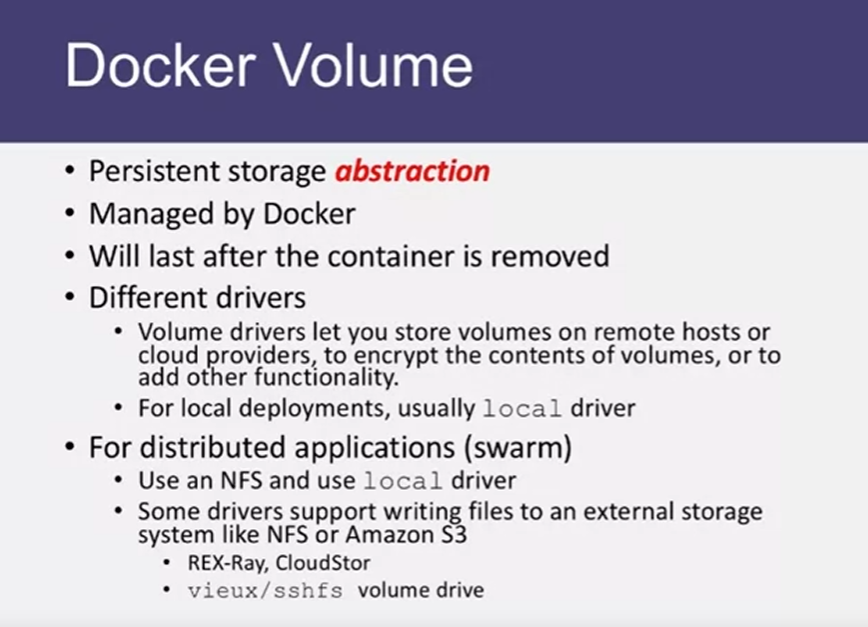 Docker Volume
• Persistent storage abstraction
• Managed by Docker
• Will last after the container is removed
• Different drivers
• Volume drivers let you store volumes on remote hosts or
cloud providers, to encrypt the contents of volumes, or to
add other functionality.
• For local deployments, usually local driver
• For distributed applications (swarm)
• Use an NFS and use local driver
• Some drivers support writing files to an external storage
system like NFS or Amazon S3
• REX-Ray, CloudStor
• vieux/sshfs volume drive